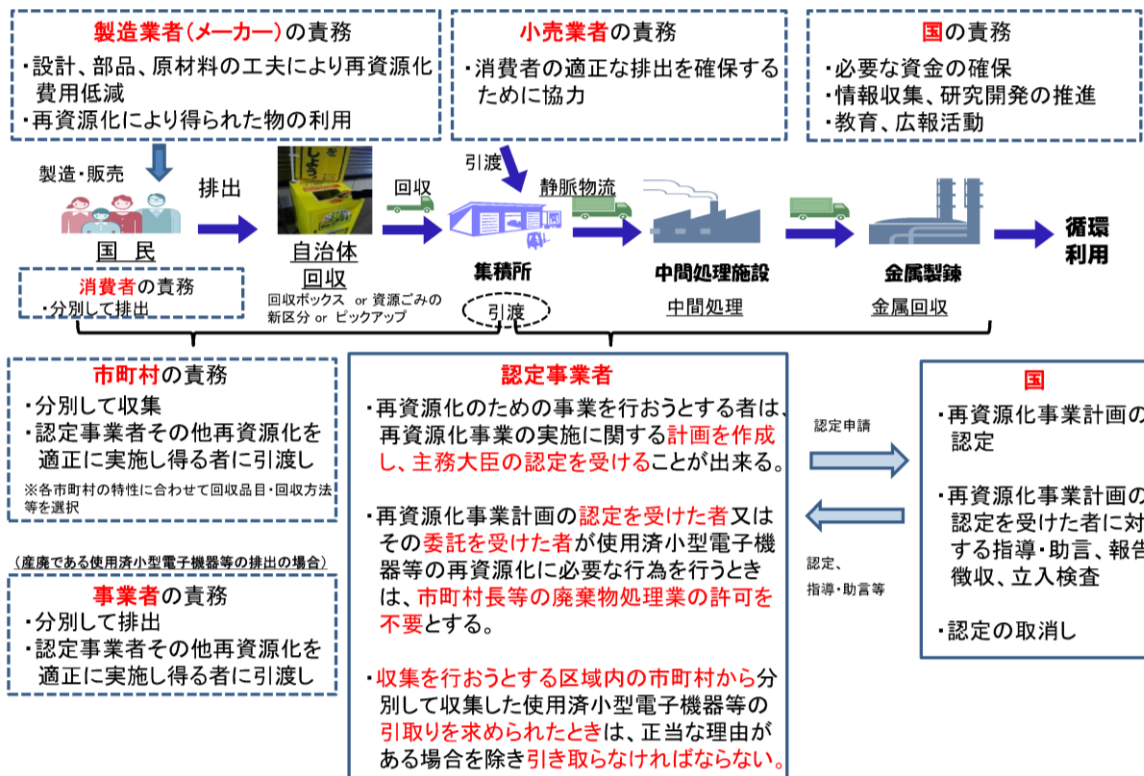 製造業者(メーカー)の責務
・設計、部品、原材料の工夫により再資源化
費用低減
・再資源化により得られた物の利用
小売業者の責務
・消費者の適正な排出を確保する
ために協力
国の責務
・必要な資金の確保
・情報収集、研究開発の推進
・教育、広報活動
製造・販売
排出
回収
引渡
静脈物流
国　民
自治体
回収
回収ボックス or 資源ごみの
新区分 or ピックアップ
集積所
引渡
中間処理施設
中間処理
金属製錬
金属回収
循環
利用
消費者の責務
・分別して排出
市町村の責務
・分別して収集
・認定事業者その他再資源化を
適正に実施し得る者に引渡し
※各市町村の特性に合わせて回収品目・回収方法
等を選択
(産廃である使用済小型電子機器等の排出の場合)
事業者の責務
・分別して排出
・認定事業者その他再資源化を
適正に実施し得る者に引渡し
認定事業者
・再資源化のための事業を行おうとする者は、
再資源化事業の実施に関する計画を作成
し、主務大臣の認定を受けることが出来る。
・再資源化事業計画の認定を受けた者又は
その委託を受けた者が使用済小型電子機
器等の再資源化に必要な行為を行うとき
は、市町村長等の廃棄物処理業の許可を
不要とする。
・収集を行おうとする区域内の市町村から分
別して収集した使用済小型電子機器等の
引取りを求められたときは、正当な理由が
ある場合を除き引き取らなければならない。
認定申請
認定、
指導・助言等
国
・再資源化事業計画の
認定
・再資源化事業計画の
認定を受けた者に対
する指導・助言、報告
徴収、立入検査
・認定の取消し